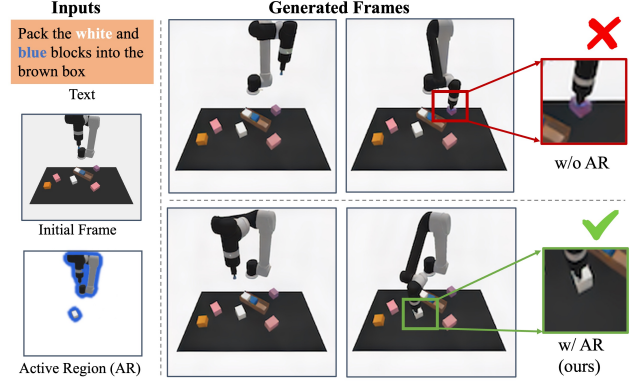 Inputs
Generated Frames
Pack the white and
blue blocks into the
brown box
Text
Initial Frame
Active Region (AR)
w/o AR
w/ AR
(ours)